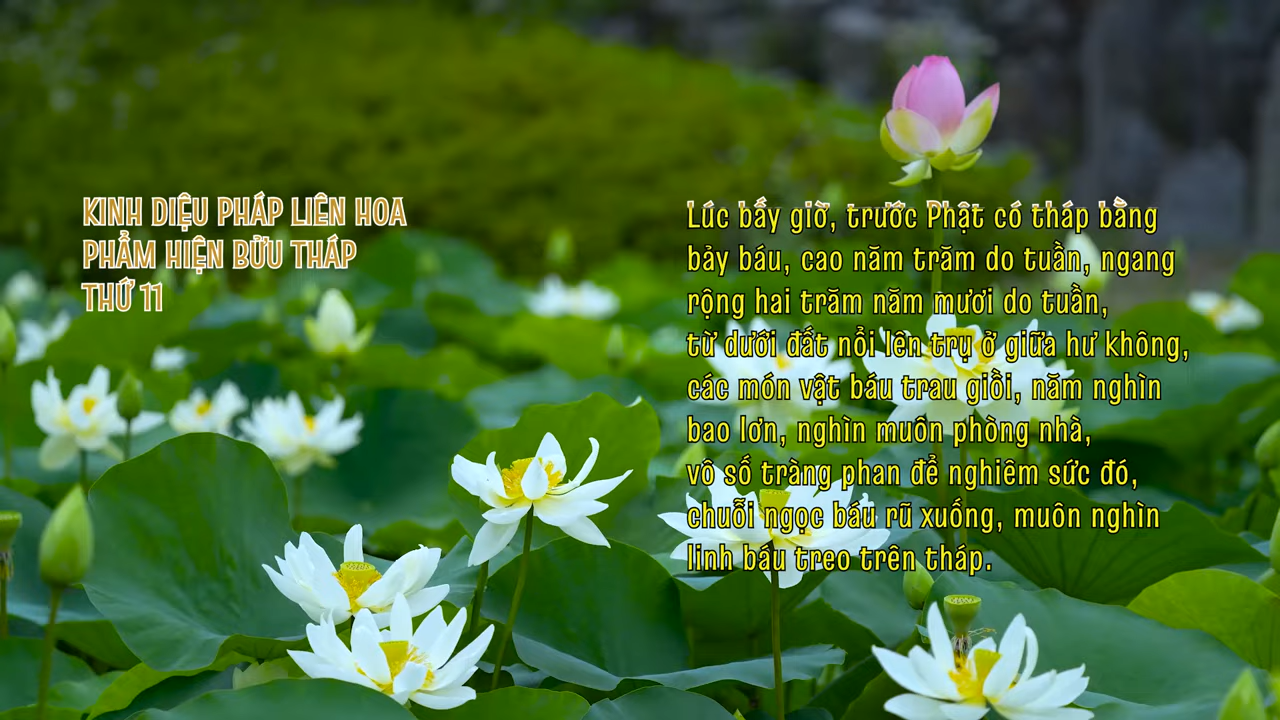 KINH DIỆU PHÁP LIÊN HOA
PHẨM HIỆN BỬU THÁP
THỨ 11
Lúc bấy giờ, trước Phật có tháp bằng
bảy báu, cao năm trăm do tuần, ngang
rộng hai trăm năm mươi do tuần,
từ dưới đất nổi lên trụ ở giữa hư không,
các món vật báu trau giồi, năm nghìn
bao lơn, nghìn muôn phòng nhà,
vô số tràng phan để nghiêm sức đó,
chuỗi ngọc báu rũ xuống, muôn nghìn
linh báu treo trên tháp.